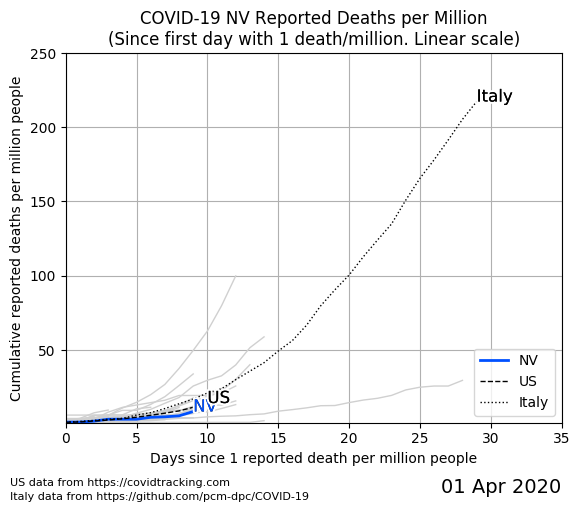 COVID-19 NV Reported Deaths per Million
(Since first day with 1 death/million. Linear scale)
Cumulative reported deaths per million people
250
200
150
100
50
Italy
US
NV
NV
US
Italy
0 5 10 15 20 25 30 35
Days since 1 reported death per million people
US data from https://covidtracking.com
Italy data from https://github.com/pcm-dpc/COVID-19
01 Apr 2020